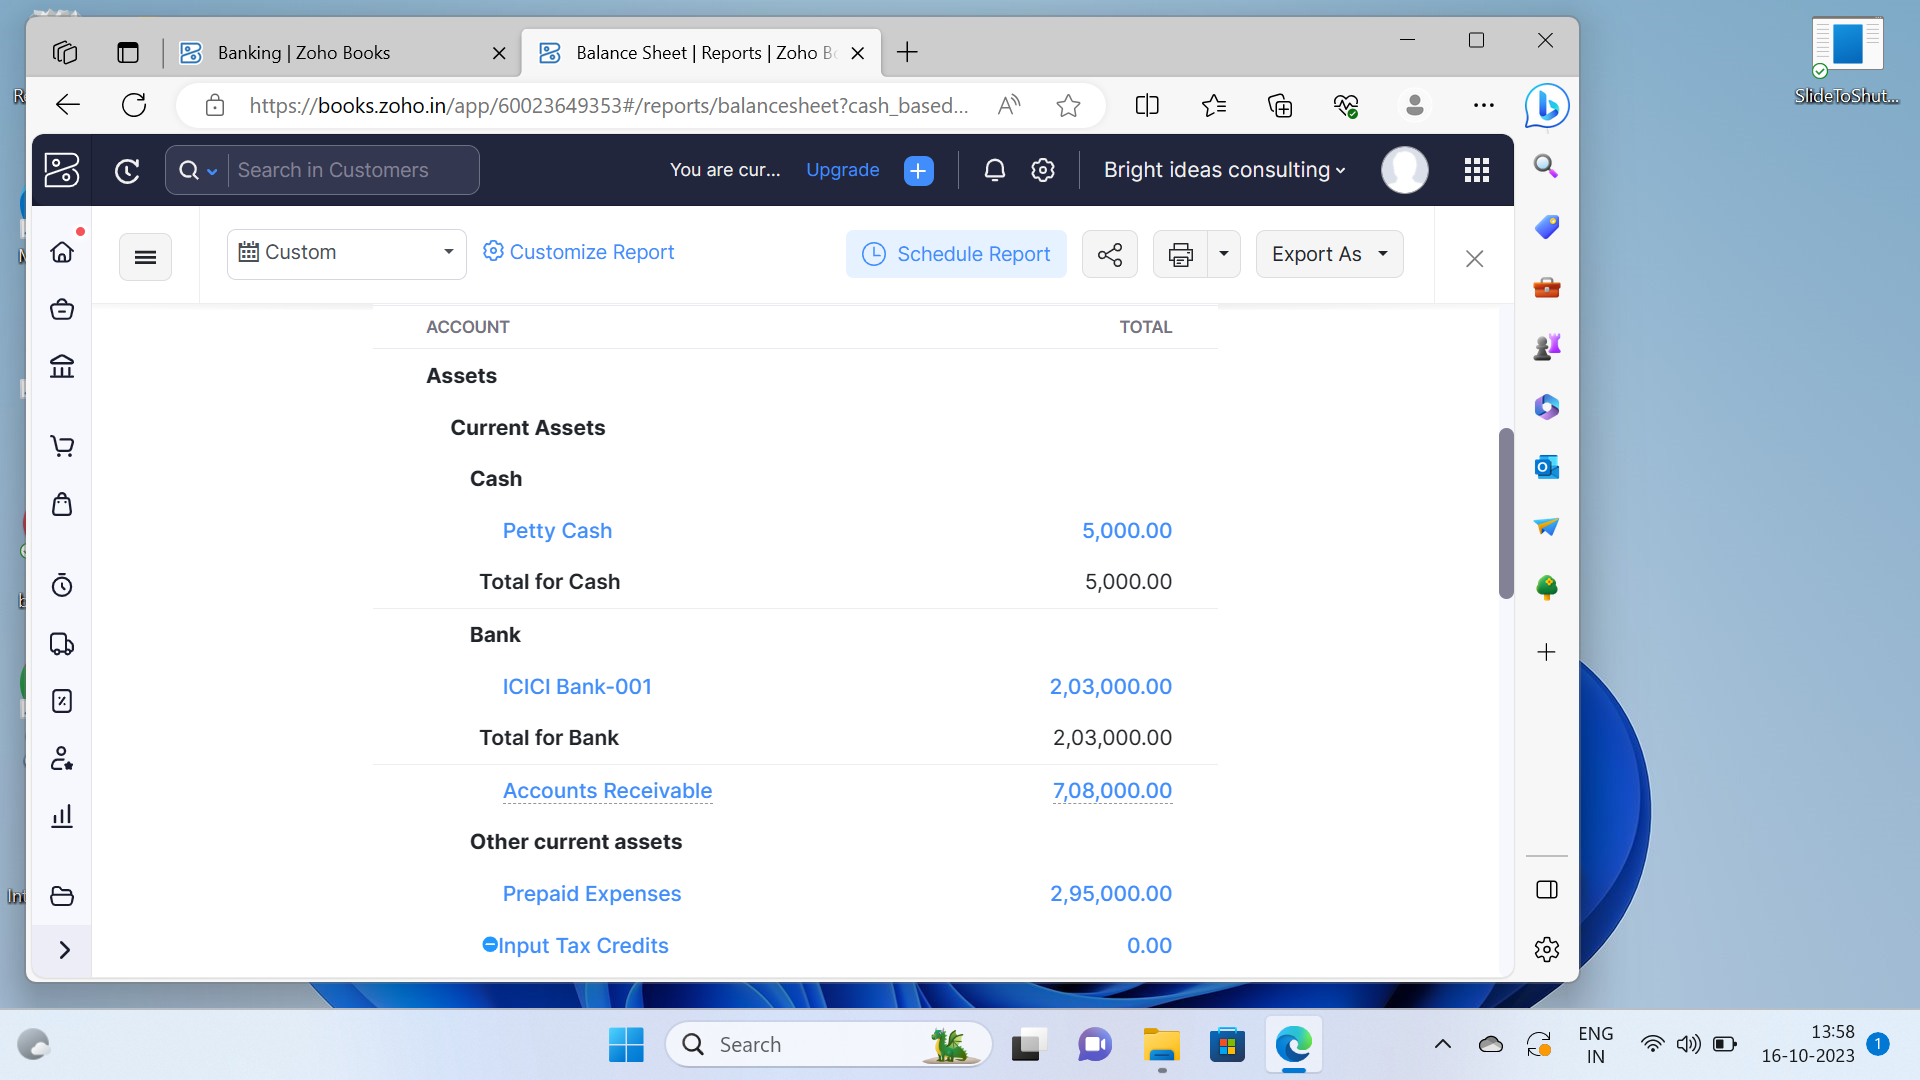 Banking | Zoho Books
Balance Sheet | Reports | Zoho Bo
https://books.zoho.in/app/60023649353#/reports/balancesheet?cash_based...
SlideToShut...
Search in Customers
You are cur...
Upgrade
Bright ideas consulting
Custom
Customize Report
Schedule Report
Export As
ACCOUNT TOTAL
Assets
Current Assets
Cash
Petty Cash 5,000.00
Total for Cash 5,000.00
Bank
ICICI Bank-001 2,03,000.00
Total for Bank 2,03,000.00
Accounts Receivable 7,08,000.00
Other current assets
Prepaid Expenses 2,95,000.00
Input Tax Credits 0.00
Search
ENG
IN
13:58
16-10-2023
1